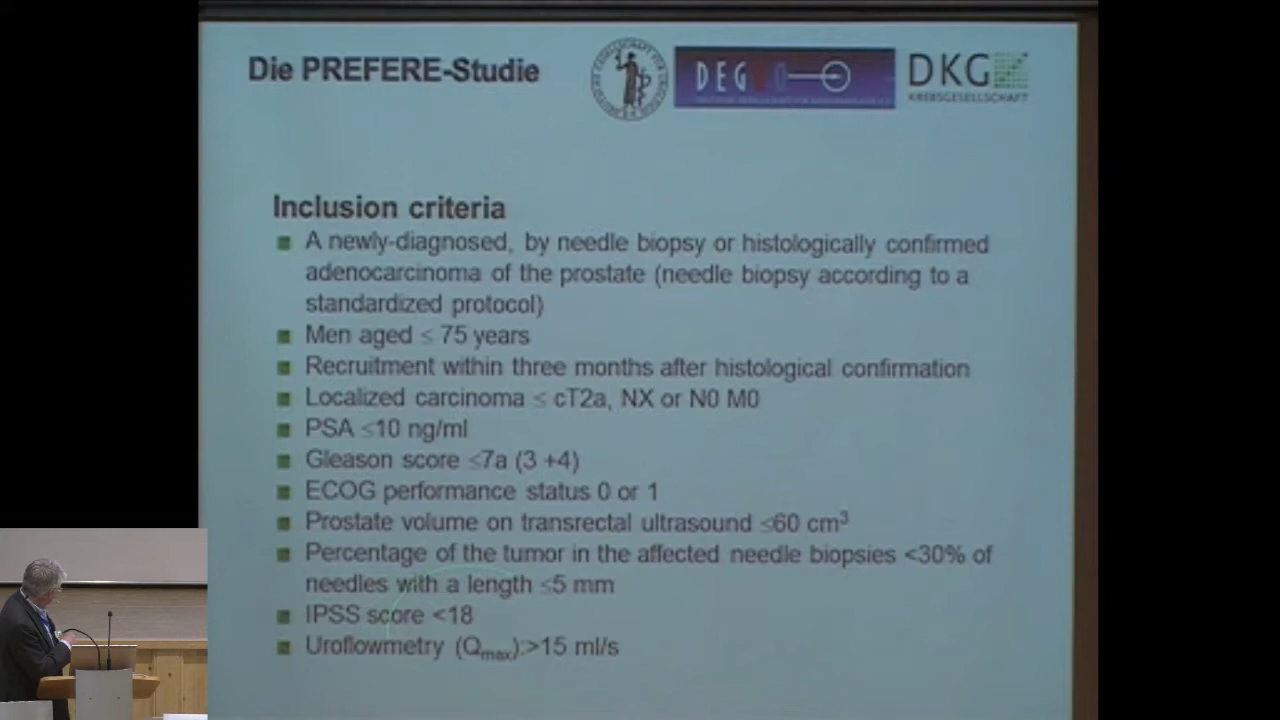 Die PREFERE-Studie
DEGRO
DKG
KREBSGESELLSCHAFT
Inclusion criteria
A newly-diagnosed, by needle biopsy or histologically confirmed
adenocarcinoma of the prostate (needle biopsy according to a
standardized protocol)
Men aged ≤ 75 years
Recruitment within three months after histological confirmation
Localized carcinoma ≤ cT2a, NX or N0 M0
PSA ≤10 ng/ml
Gleason score ≤7a (3 +4)
ECOG performance status 0 or 1
Prostate volume on transrectal ultrasound ≤60 cm³
Percentage of the tumor in the affected needle biopsies <30% of
needles with a length ≤5 mm
IPSS score <18
Uroflowmetry (Qmax):>15 ml/s